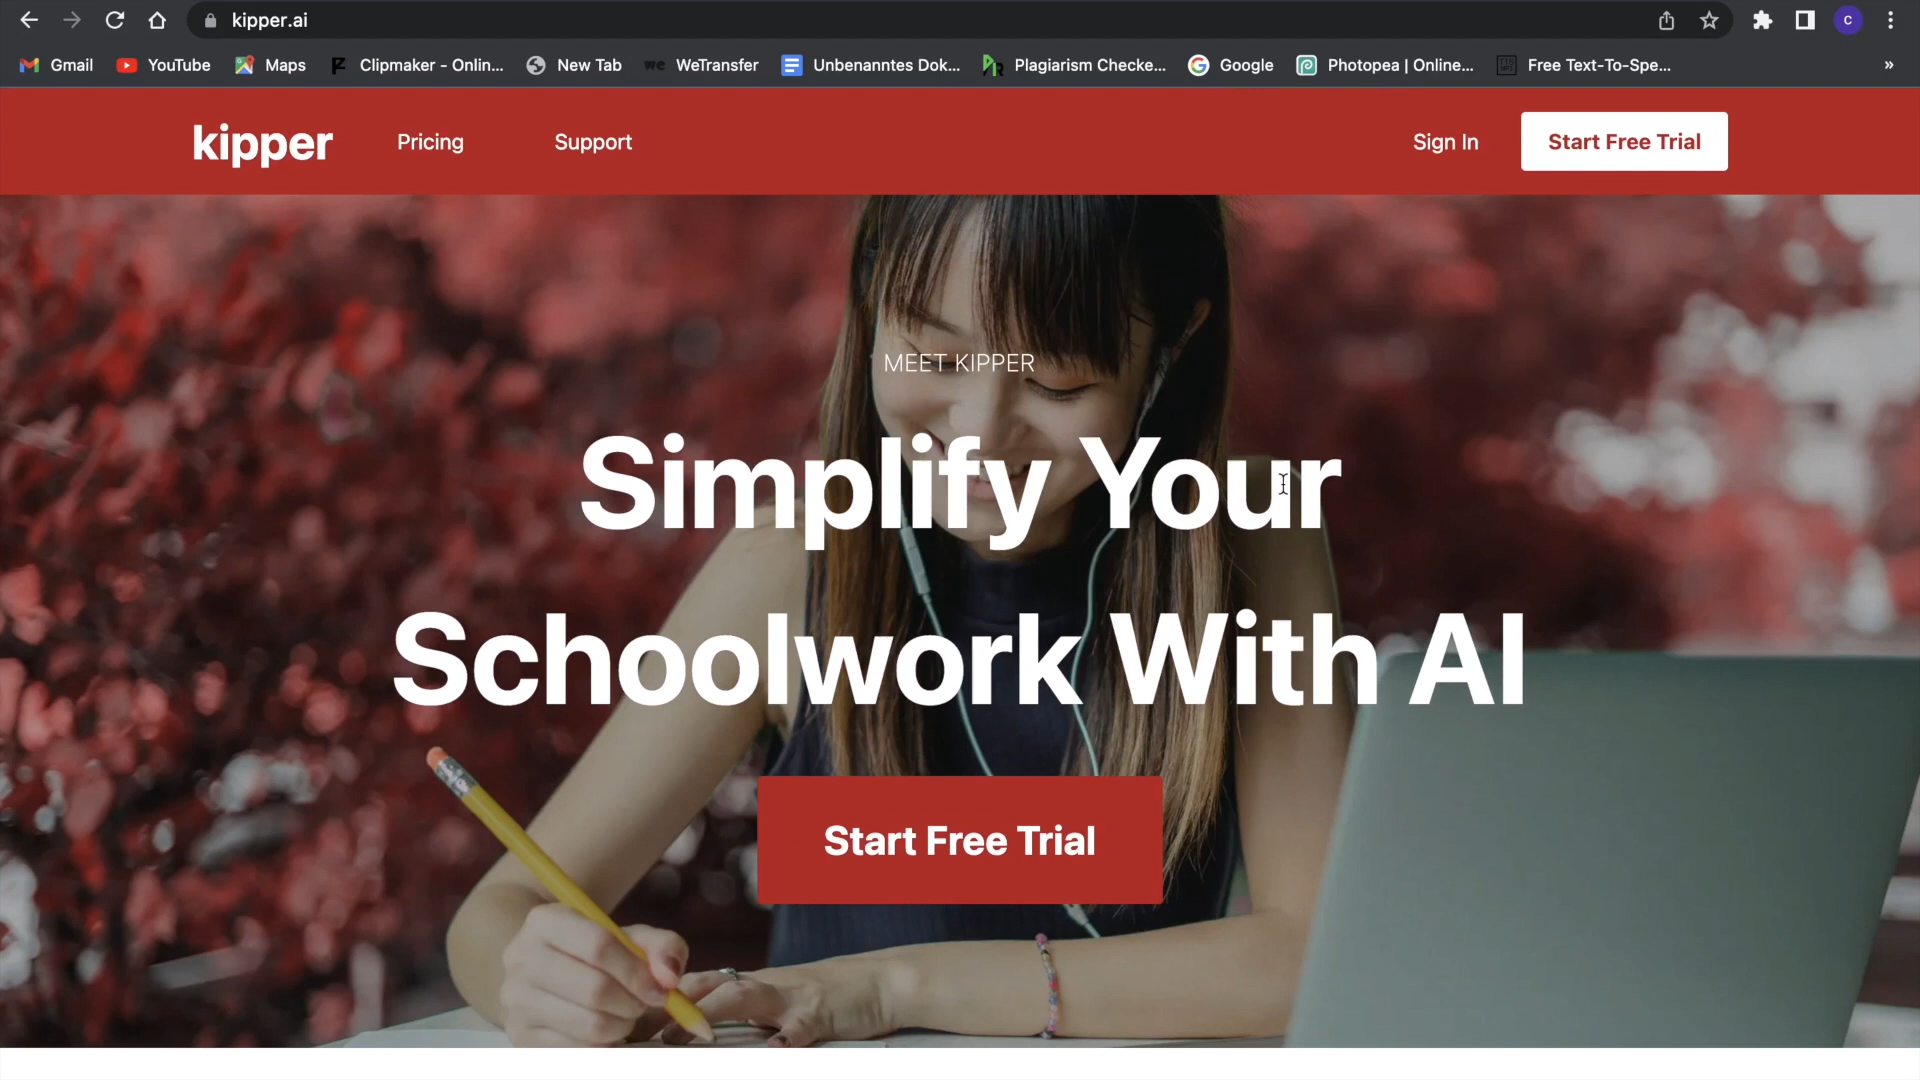 kipper.ai
C
Gmail
YouTube
Maps
Clipmaker - Onlin...
New Tab
WeTransfer
Unbenanntes Dok...
Plagiarism Checke...
Google
Photopea | Online...
Free Text-To-Spe...
»
kipper
Pricing
Support
Sign In
Start Free Trial
MEET KIPPER
Simplify Your
Schoolwork With AI
Start Free Trial